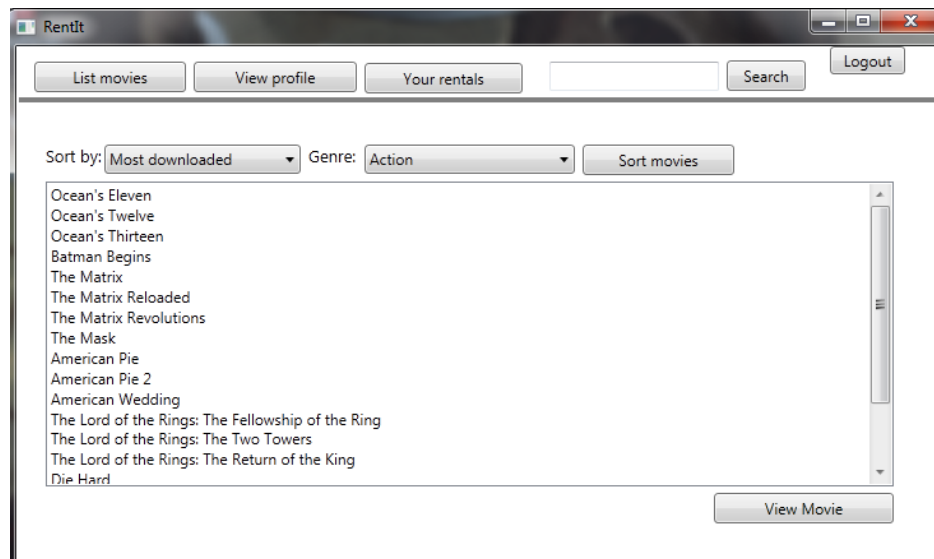 RentIt
Logout
List movies View profile Your rentals Search
Sort by: Most downloaded Genre: Action Sort movies
Ocean's Eleven
Ocean's Twelve
Ocean's Thirteen
Batman Begins
The Matrix
The Matrix Reloaded
The Matrix Revolutions
The Mask
American Pie
American Pie 2
American Wedding
The Lord of the Rings: The Fellowship of the Ring
The Lord of the Rings: The Two Towers
The Lord of the Rings: The Return of the King
Die Hard
View Movie